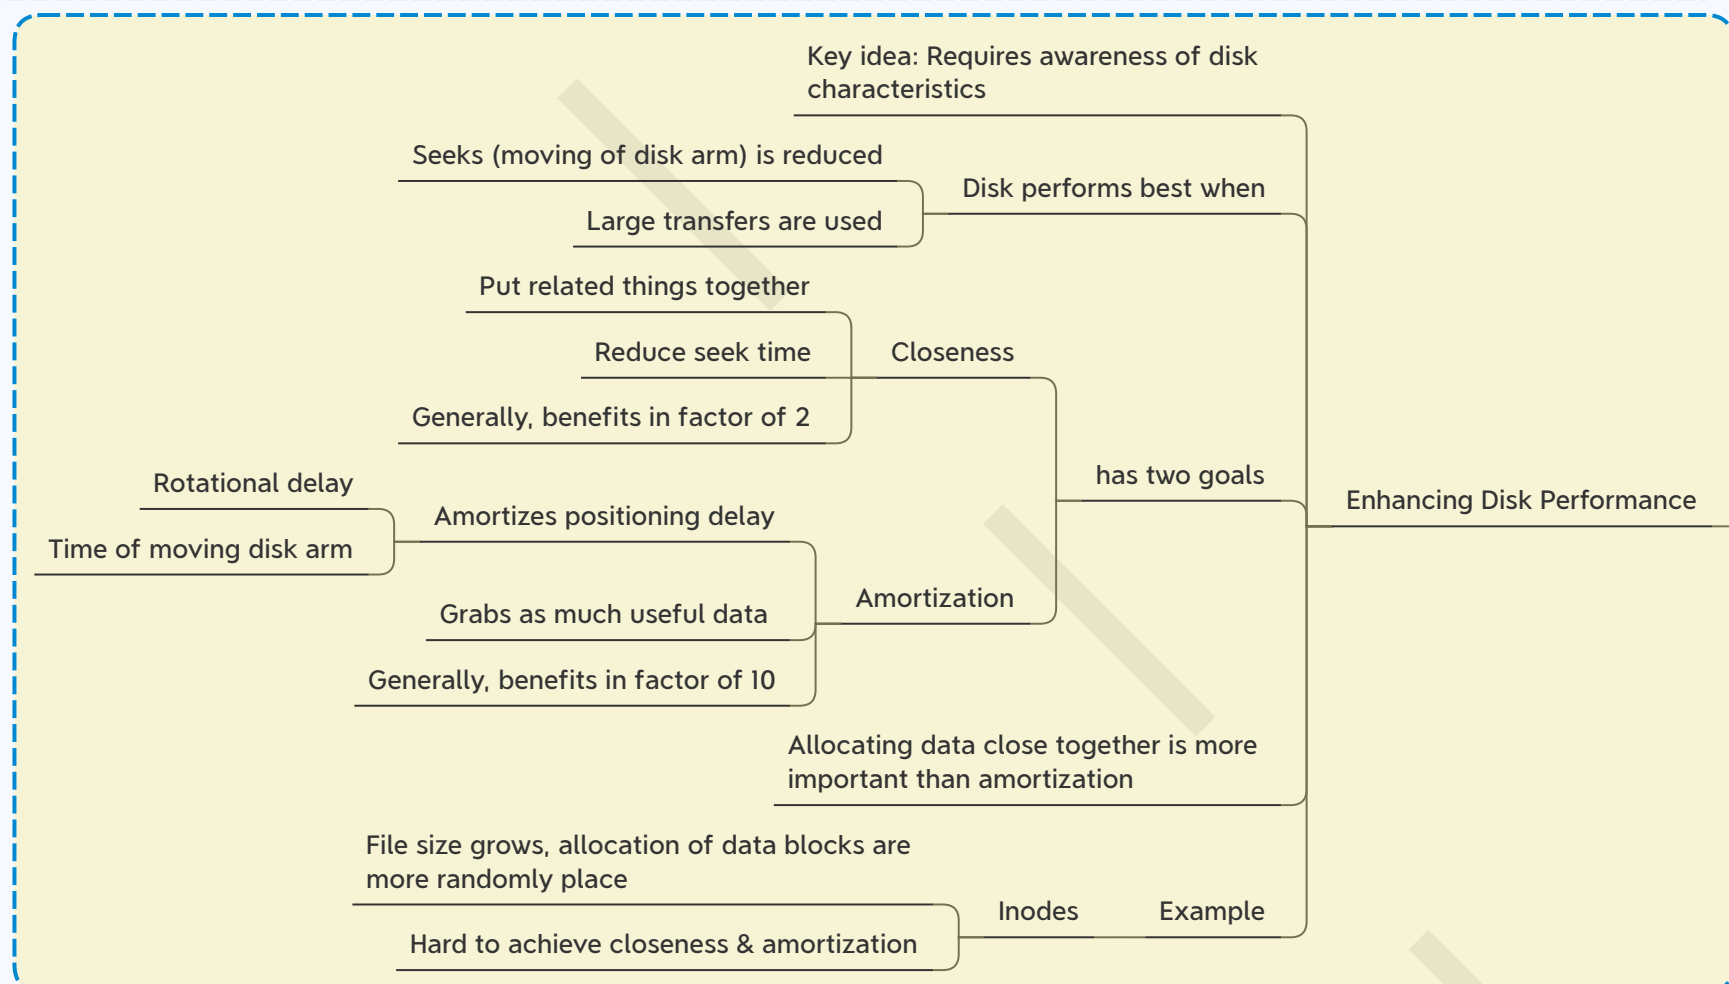 Key idea: Requires awareness of disk
characteristics
Seeks (moving of disk arm) is reduced
Disk performs best when
Large transfers are used
Put related things together
Reduce seek time
Closeness
Generally, benefits in factor of 2
has two goals
Rotational delay
Enhancing Disk Performance
Amortizes positioning delay
Time of moving disk arm
Amortization
Grabs as much useful data
Generally, benefits in factor of 10
Allocating data close together is more
important than amortization
File size grows, allocation of data blocks are
more randomly place
Inodes
Example
Hard to achieve closeness & amortization